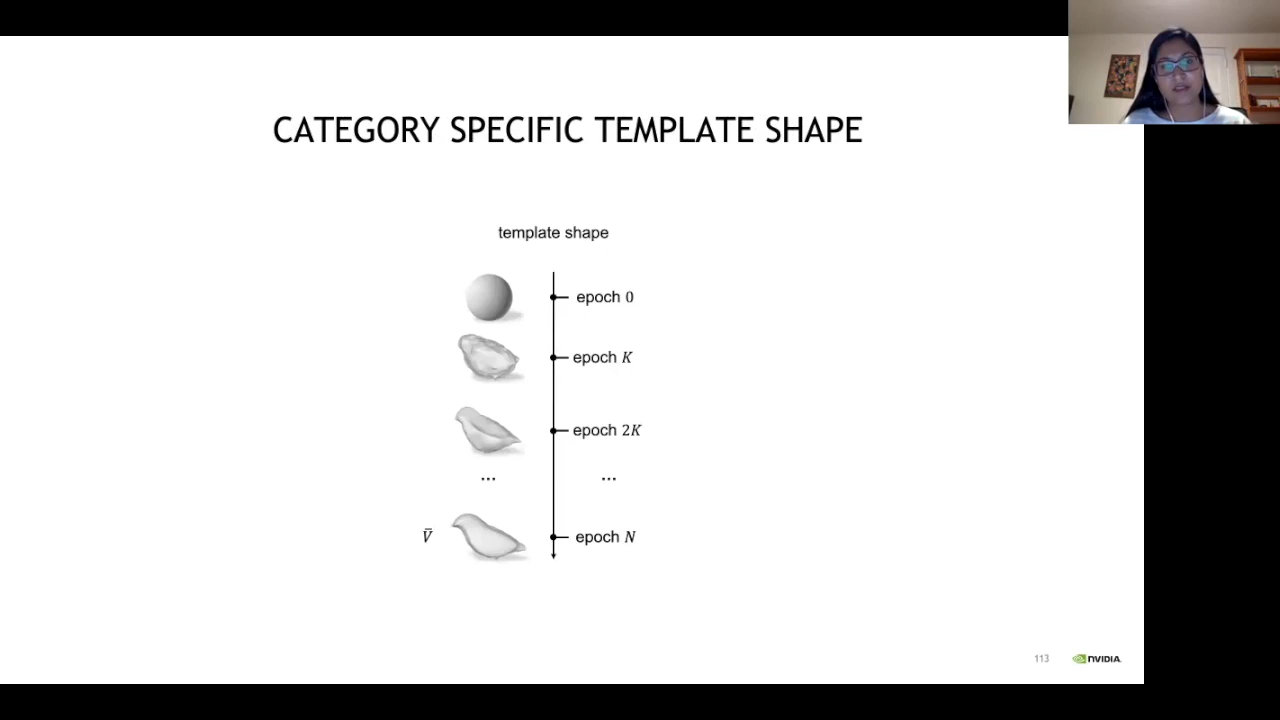 CATEGORY SPECIFIC TEMPLATE SHAPE
template shape
epoch 0
epoch K
epoch 2K
... ...
V̄ epoch N
113 NVIDIA.